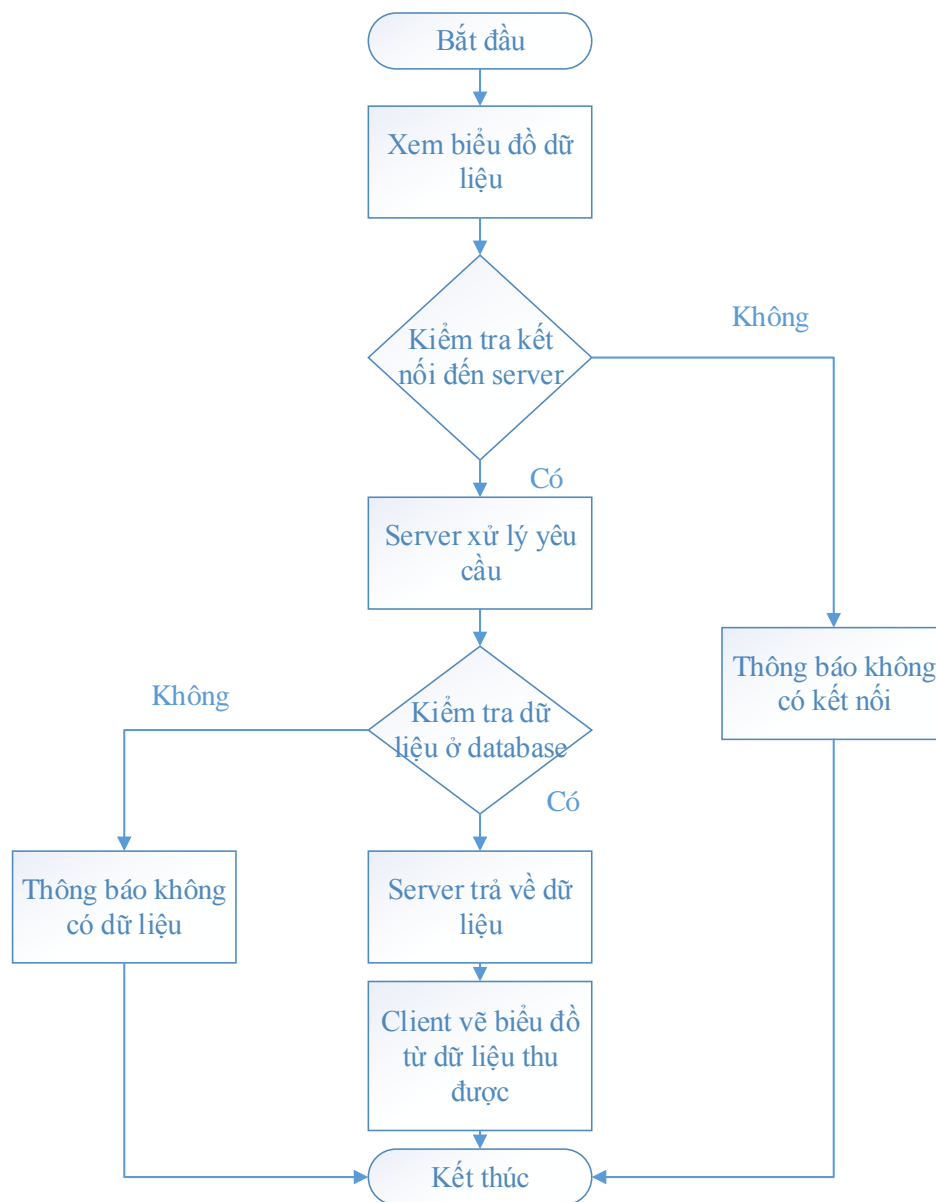 Bắt đầu
Xem biểu đồ dữ
liệu
Kiểm tra kết
nối đến server
Không
Có
Server xử lý yêu
cầu
Thông báo không
có kết nối
Không
Kiểm tra dữ
liệu ở database
Có
Thông báo không
có dữ liệu
Server trả về dữ
liệu
Client vẽ biểu đồ
từ dữ liệu thu
được
Kết thúc